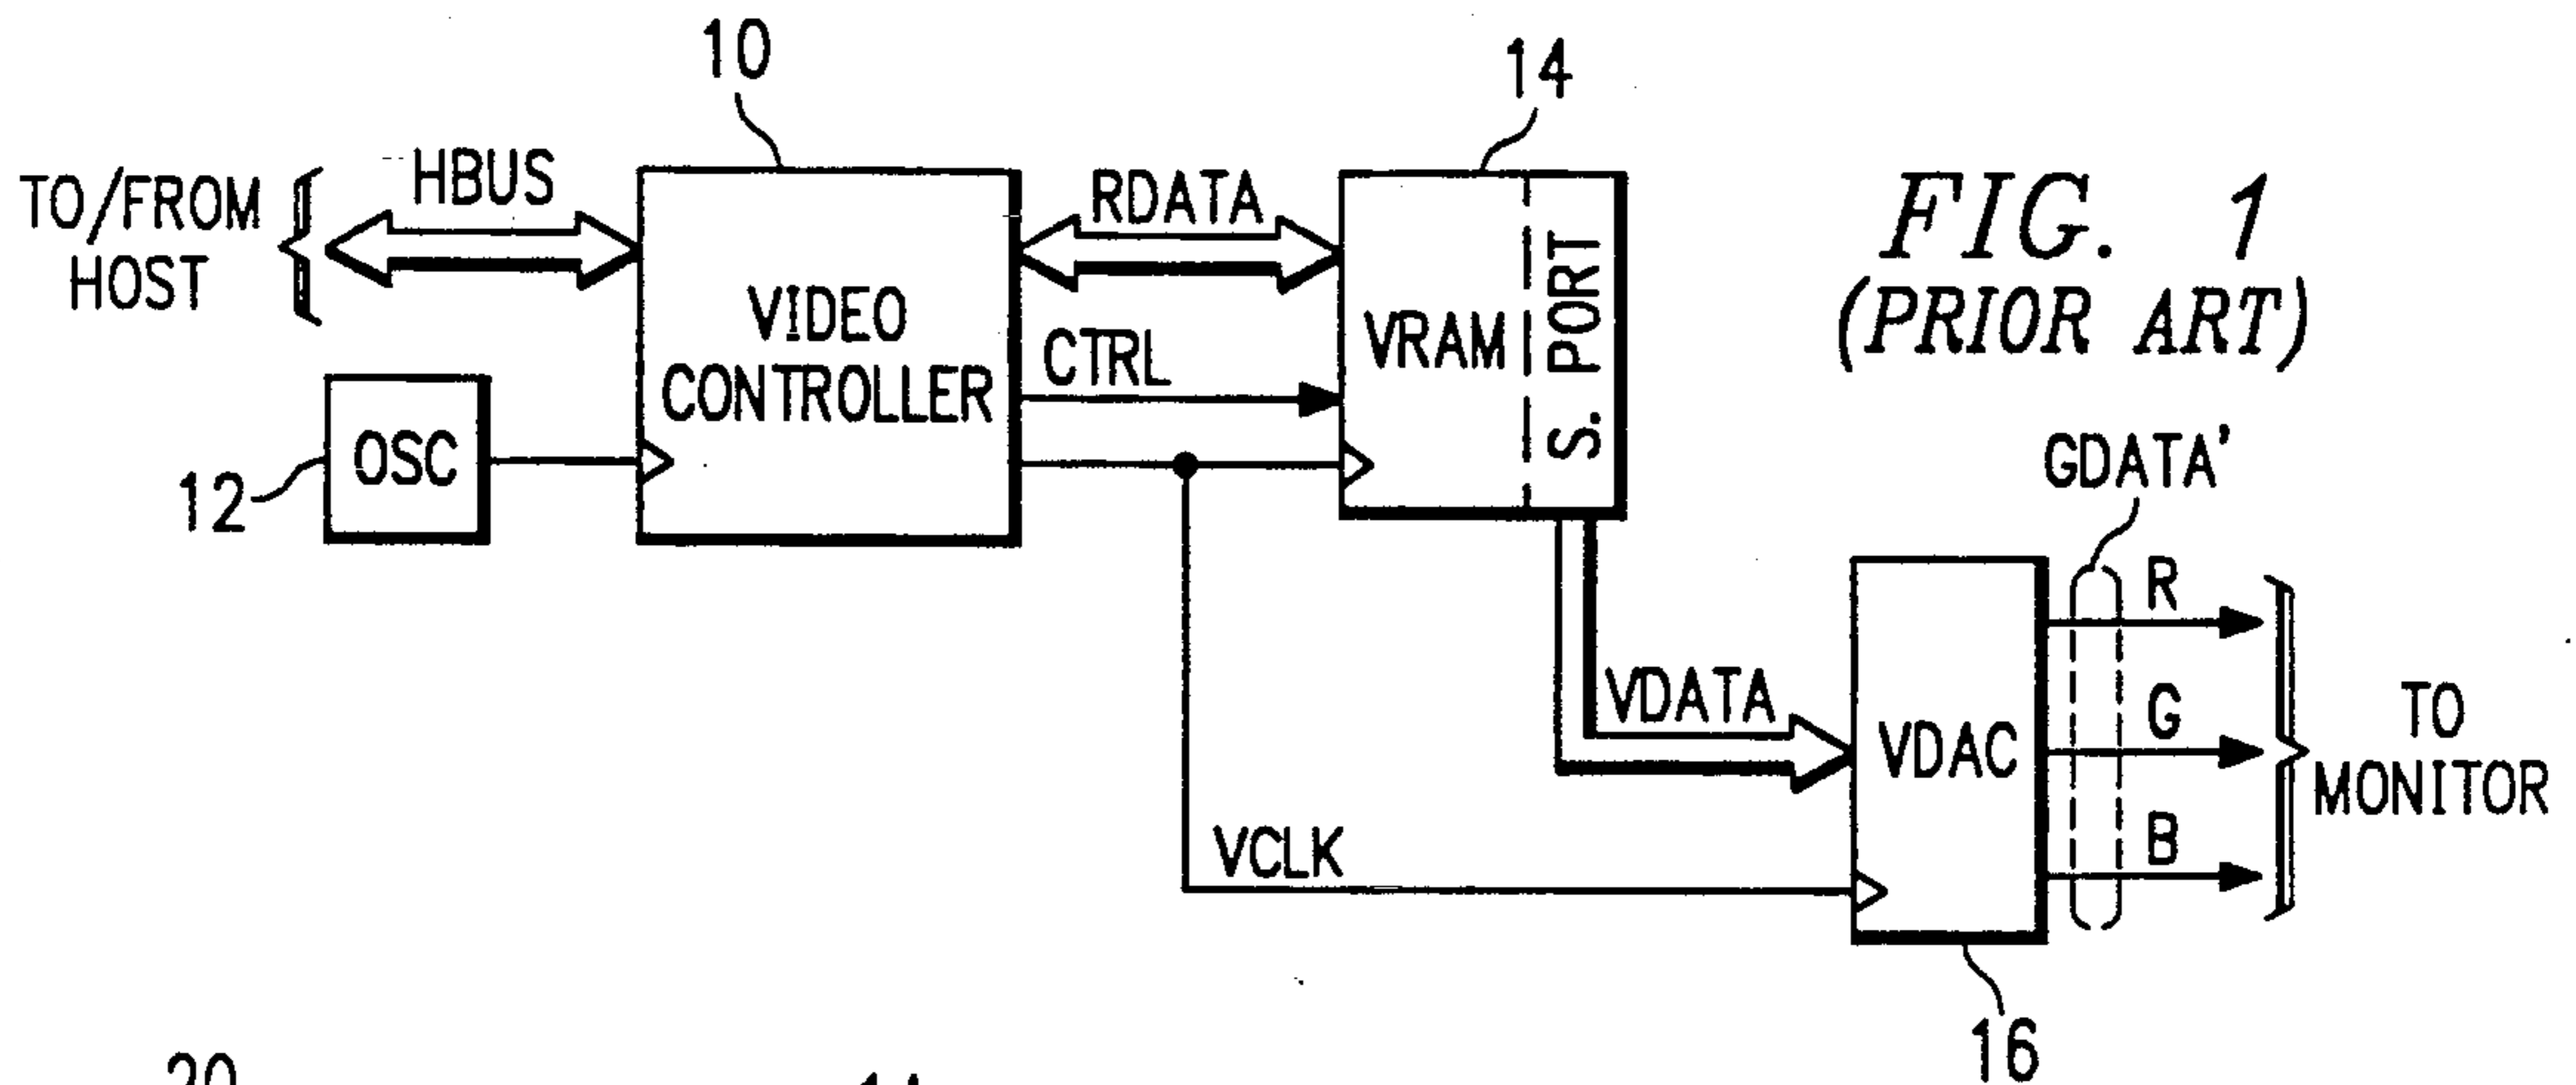 10
14
TO/FROM
HOST
HBUS
RDATA
FIG. 1
(PRIOR ART)
VIDEO
CONTROLLER
CTRL
VRAM
S. PORT
OSC
12
GDATA'
R
VDATA
VDAC
G
TO
MONITOR
B
VCLK
16